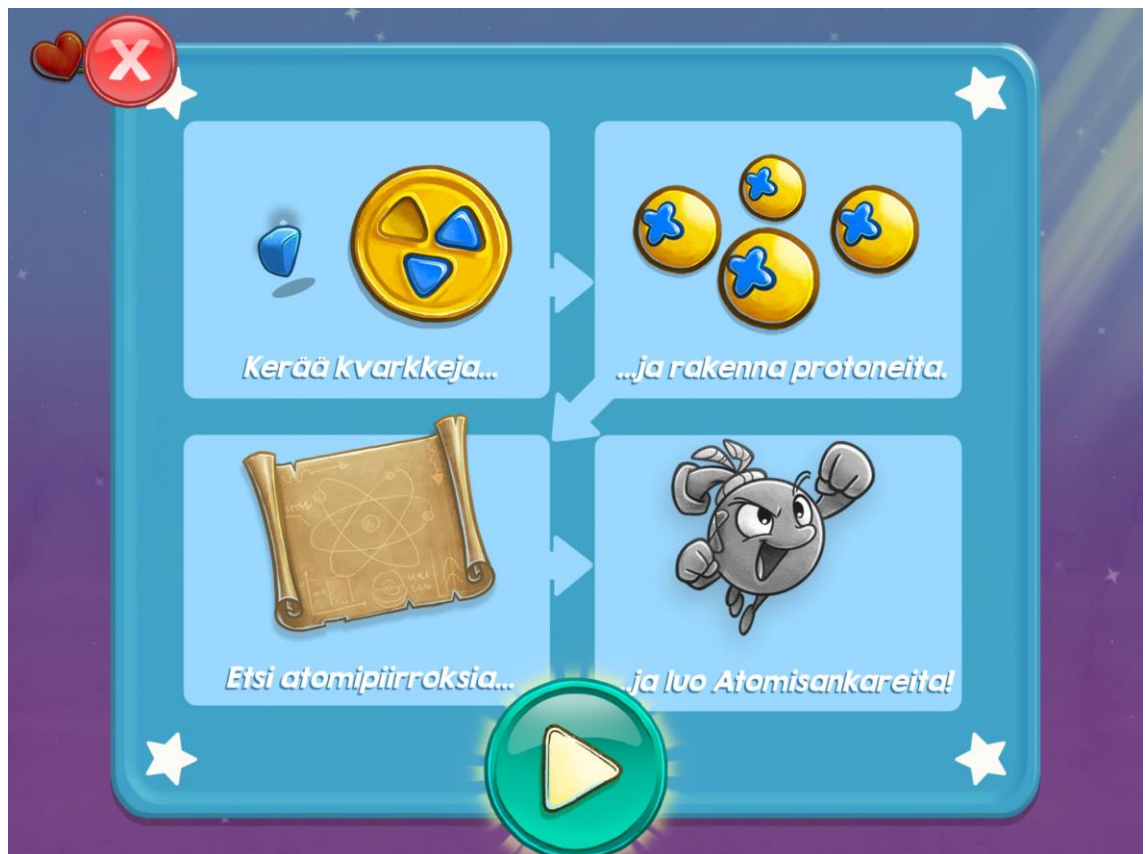 X
Kerää kvarkkeja...
...ja rakenna protoneita.
Etsi atomipiirroksia...
...ja luo Atomisankareita!